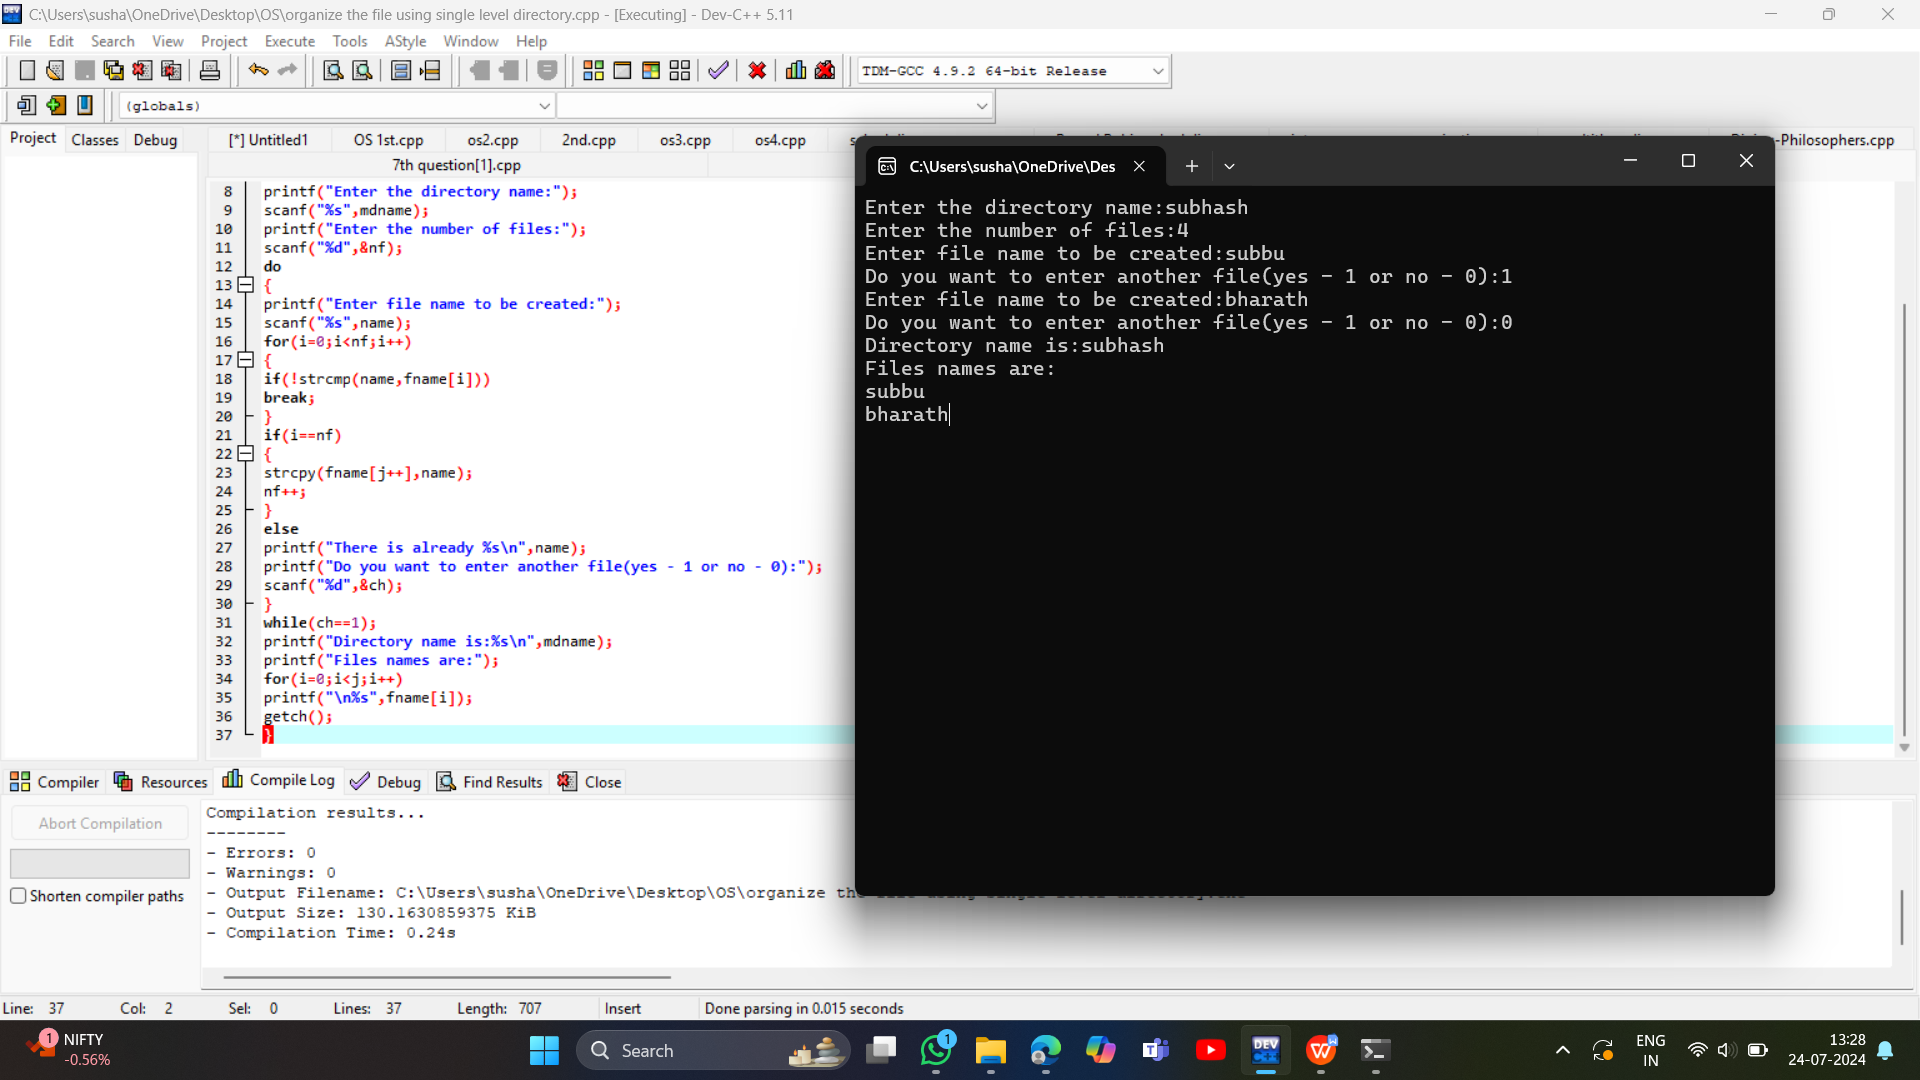 C:\Users\susha\OneDrive\Desktop\OS\organize the file using single level directory.cpp - [Executing] - Dev-C++ 5.11
File Edit Search View Project Execute Tools AStyle Window Help
TDM-GCC 4.9.2 64-bit Release
(globals)
Project Classes Debug
[*] Untitled1 OS 1st.cpp os2.cpp 2nd.cpp os3.cpp os4.cpp -Philosophers.cpp
7th question[1].cpp
8 printf("Enter the directory name:");
9 scanf("%s",mdname);
10 printf("Enter the number of files:");
11 scanf("%d",&nf);
12 do
13 {
14 printf("Enter file name to be created:");
15 scanf("%s",name);
16 for(i=0;i<nf;i++)
17 {
18 if(!strcmp(name,fname[i]))
19 break;
20 }
21 if(i==nf)
22 {
23 strcpy(fname[j++],name);
24 nf++;
25 }
26 else
27 printf("There is already %s\n",name);
28 printf("Do you want to enter another file(yes - 1 or no - 0):");
29 scanf("%d",&ch);
30 }
31 while(ch==1);
32 printf("Directory name is:%s\n",mdname);
33 printf("Files names are:");
34 for(i=0;i<j;i++)
35 printf("\n%s",fname[i]);
36 getch();
37 }
C:\Users\susha\OneDrive\Des
Enter the directory name:subhash
Enter the number of files:4
Enter file name to be created:subbu
Do you want to enter another file(yes - 1 or no - 0):1
Enter file name to be created:bharath
Do you want to enter another file(yes - 1 or no - 0):0
Directory name is:subhash
Files names are:
subbu
bharath
Compiler Resources Compile Log Debug Find Results Close
Abort Compilation
Shorten compiler paths
Compilation results...
--------
- Errors: 0
- Warnings: 0
- Output Filename: C:\Users\susha\OneDrive\Desktop\OS\organize
- Output Size: 130.1630859375 KiB
- Compilation Time: 0.24s
Line: 37 Col: 2 Sel: 0 Lines: 37 Length: 707 Insert Done parsing in 0.015 seconds
1 NIFTY
-0.56%
Search
1
DEV C++
ENG
IN
13:28
24-07-2024